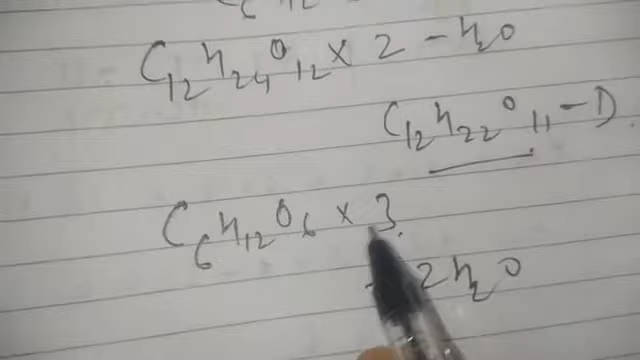 C12H24O12 × 2 - H2O
C12H22O11 - D.
C6H12O6 × 3
- 2H2O